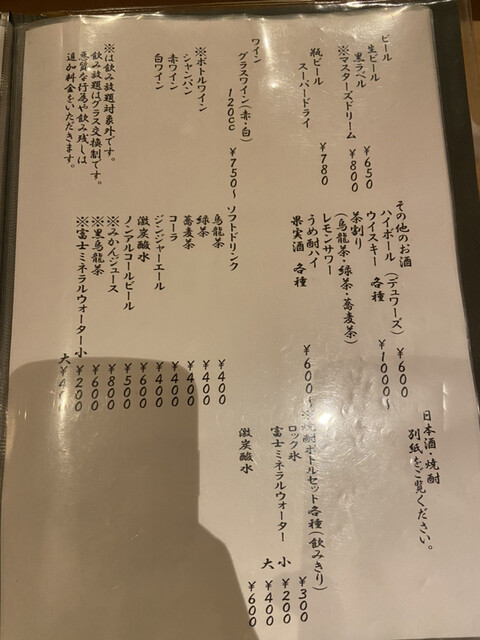 ビール
生ビール
黒ラベル ¥650
※マスターズドリーム ¥800
瓶ビール
スーパードライ ¥780
ワイン
グラスワイン(赤・白)
120cc ¥750〜
※ボトルワイン
シャンパン
赤ワイン
白ワイン
※は飲み放題対象外です。
飲み放題はグラス交換制です。
悪質な行為や飲み残しは
追加料金をいただきます。
その他のお酒
ハイボール(デュワーズ) ¥600
ウイスキー 各種 ¥1000〜
茶割り
(烏龍茶・緑茶・蕎麦茶)
レモンサワー
うめ酎ハイ
果実酒 各種 ¥600〜
ソフトドリンク
烏龍茶 ¥400
緑茶 ¥400
蕎麦茶 ¥400
コーラ ¥400
ジンジャーエール ¥400
激炭酸水 ¥600
ノンアルコールビール ¥500
※みかんジュース ¥800
※黒烏龍茶 ¥600
※富士ミネラルウォーター 小 ¥200
大 ¥400
日本酒・焼酎
別紙をご覧ください。
※焼酎ボトルセット各種(飲みきり)
ロック氷 ¥300
富士ミネラルウォーター 小 ¥200
大 ¥400
激炭酸水 ¥600